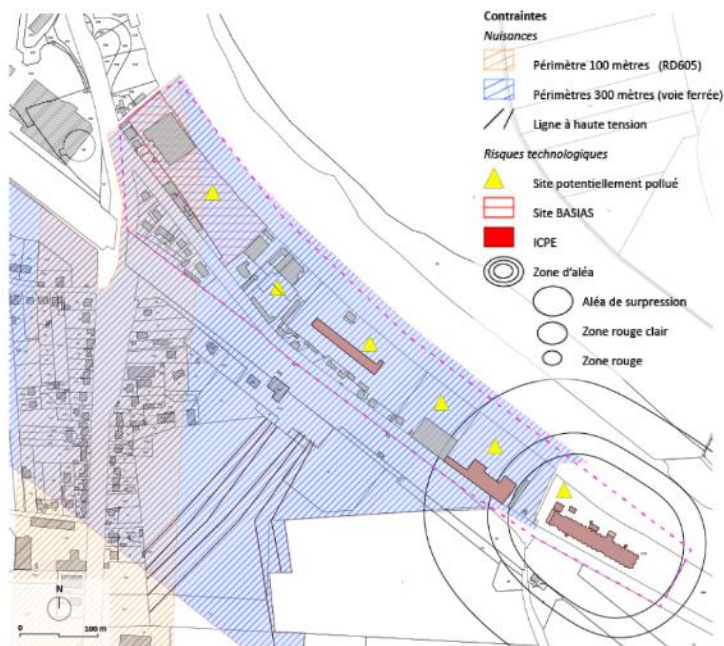 Contraintes
Nuisances
Périmètre 100 mètres (RD605)
Périmètres 300 mètres (voie ferrée)
Ligne à haute tension
Risques technologiques
Site potentiellement pollué
Site BASIAS
ICPE
Zone d'aléa
Aléa de surpression
Zone rouge clair
Zone rouge
N
0 100 m